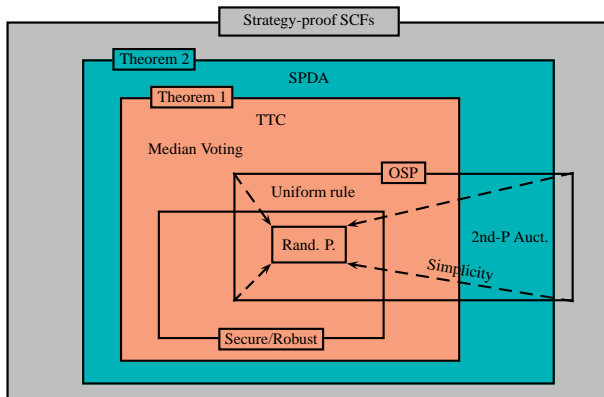 Strategy-proof SCFs
Theorem 2
SPDA
Theorem 1
TTC
Median Voting
OSP
Uniform rule
Rand. P.
2nd-P Auct.
Simplicity
Secure/Robust